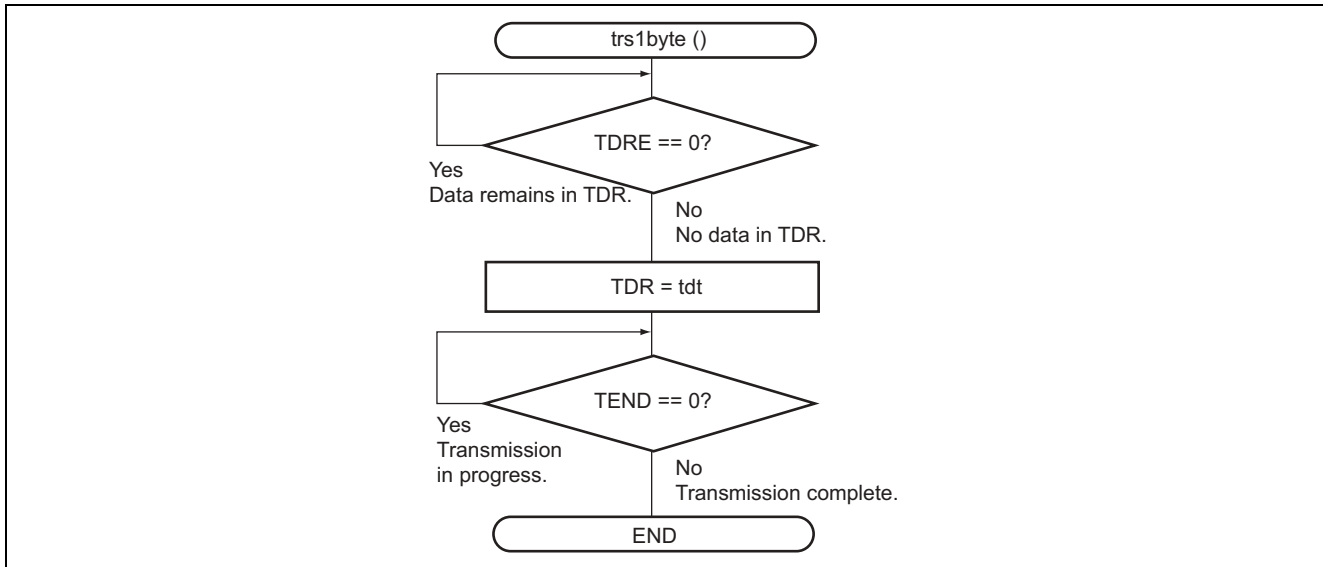 trs1byte ()
TDRE == 0?
Yes
Data remains in TDR.
No
No data in TDR.
TDR = tdt
TEND == 0?
Yes
Transmission
in progress.
No
Transmission complete.
END